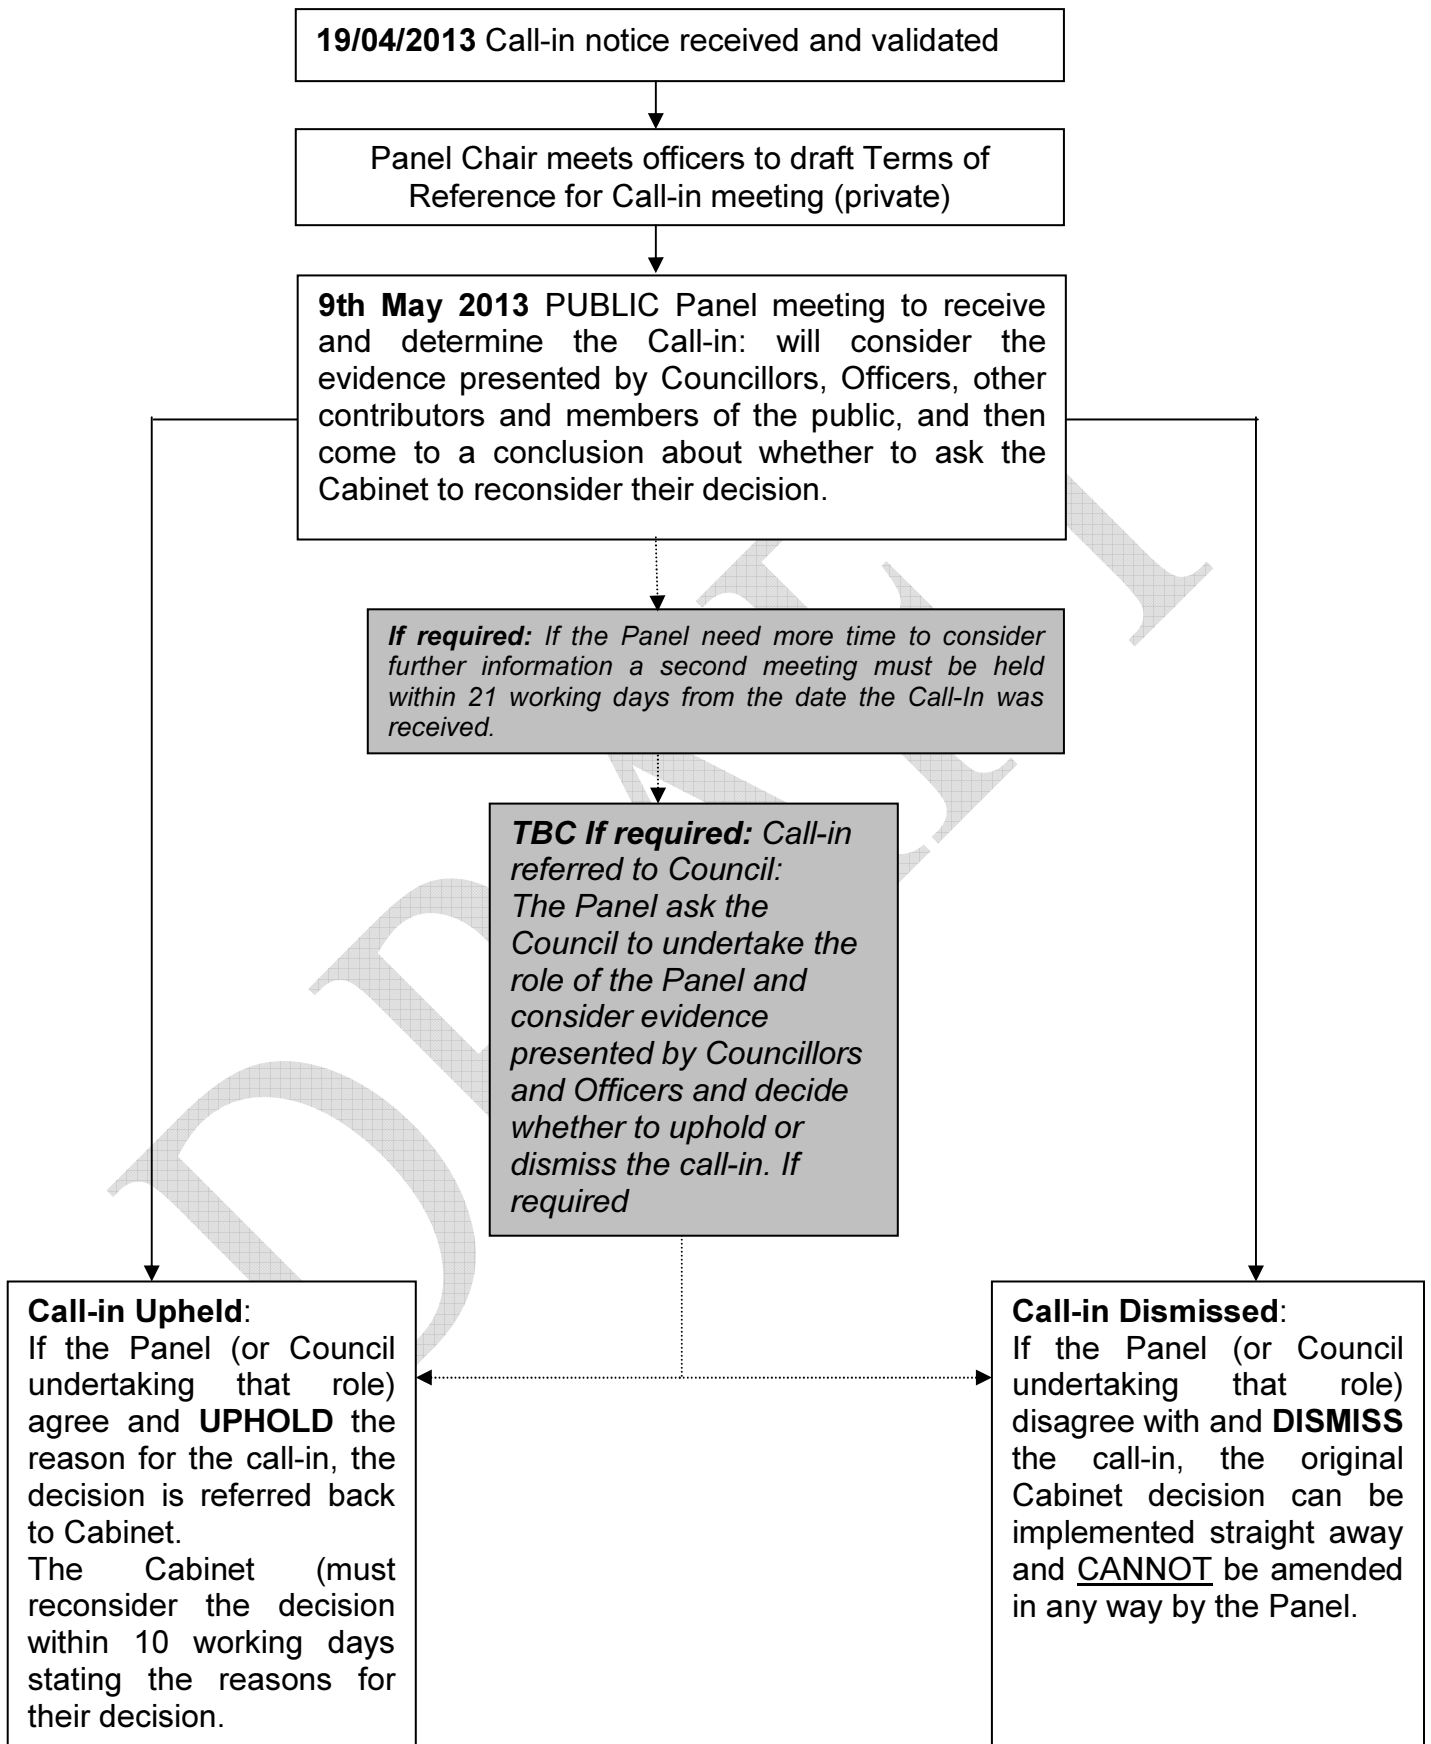 19/04/2013 Call-in notice received and validated
Panel Chair meets officers to draft Terms of
Reference for Call-in meeting (private)
9th May 2013 PUBLIC Panel meeting to receive
and determine the Call-in: will consider the
evidence presented by Councillors, Officers, other
contributors and members of the public, and then
come to a conclusion about whether to ask the
Cabinet to reconsider their decision.
If required: If the Panel need more time to consider
further information a second meeting must be held
within 21 working days from the date the Call-In was
received.
TBC If required: Call-in
referred to Council:
The Panel ask the
Council to undertake the
role of the Panel and
consider evidence
presented by Councillors
and Officers and decide
whether to uphold or
dismiss the call-in. If
required
Call-in Upheld:
If the Panel (or Council
undertaking that role)
agree and UPHOLD the
reason for the call-in, the
decision is referred back
to Cabinet.
The Cabinet (must
reconsider the decision
within 10 working days
stating the reasons for
their decision.
Call-in Dismissed:
If the Panel (or Council
undertaking that role)
disagree with and DISMISS
the call-in, the original
Cabinet decision can be
implemented straight away
and CANNOT be amended
in any way by the Panel.
DRAFT